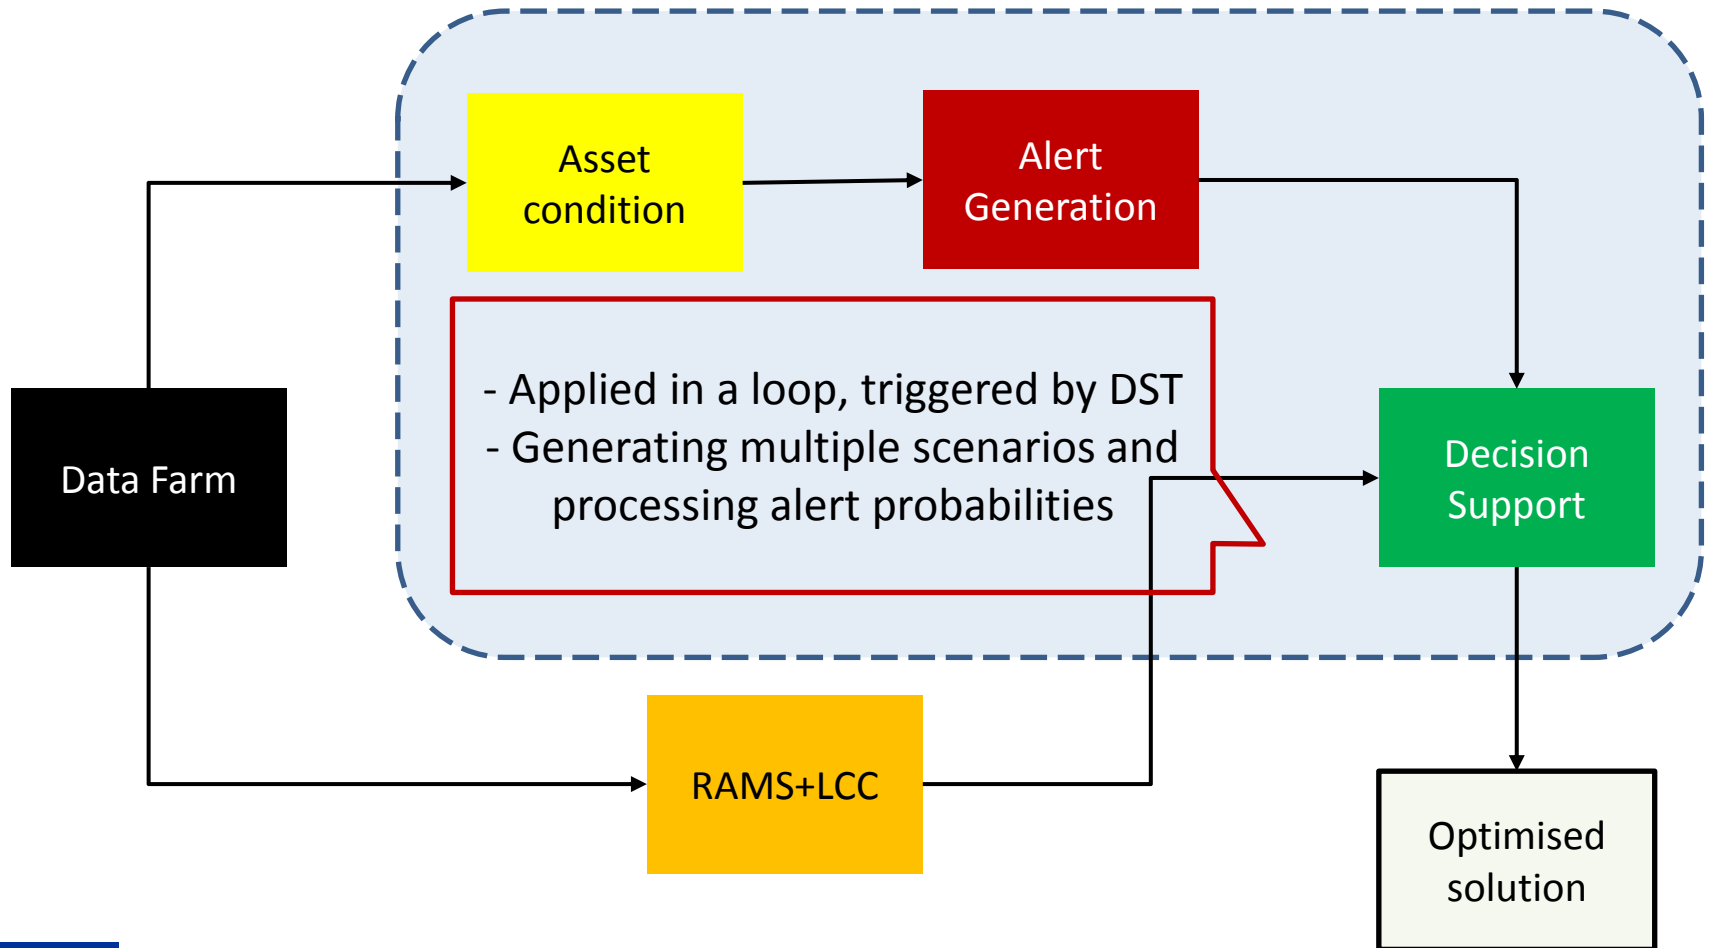 Asset
condition
Alert
Generation
- Applied in a loop, triggered by DST
- Generating multiple scenarios and
processing alert probabilities
Data Farm
Decision
Support
RAMS+LCC
Optimised
solution